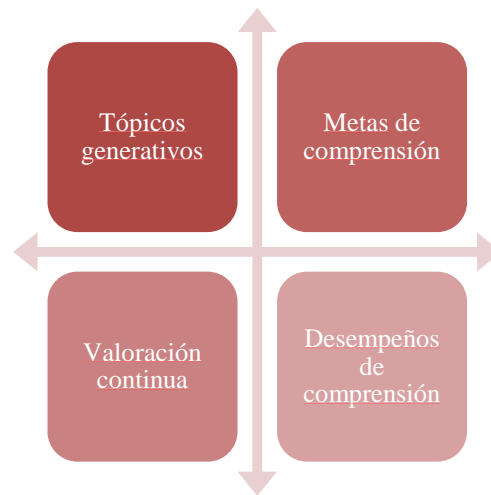 Tópicos
generativos
Metas de
comprensión
Valoración
continua
Desempeños
de
comprensión